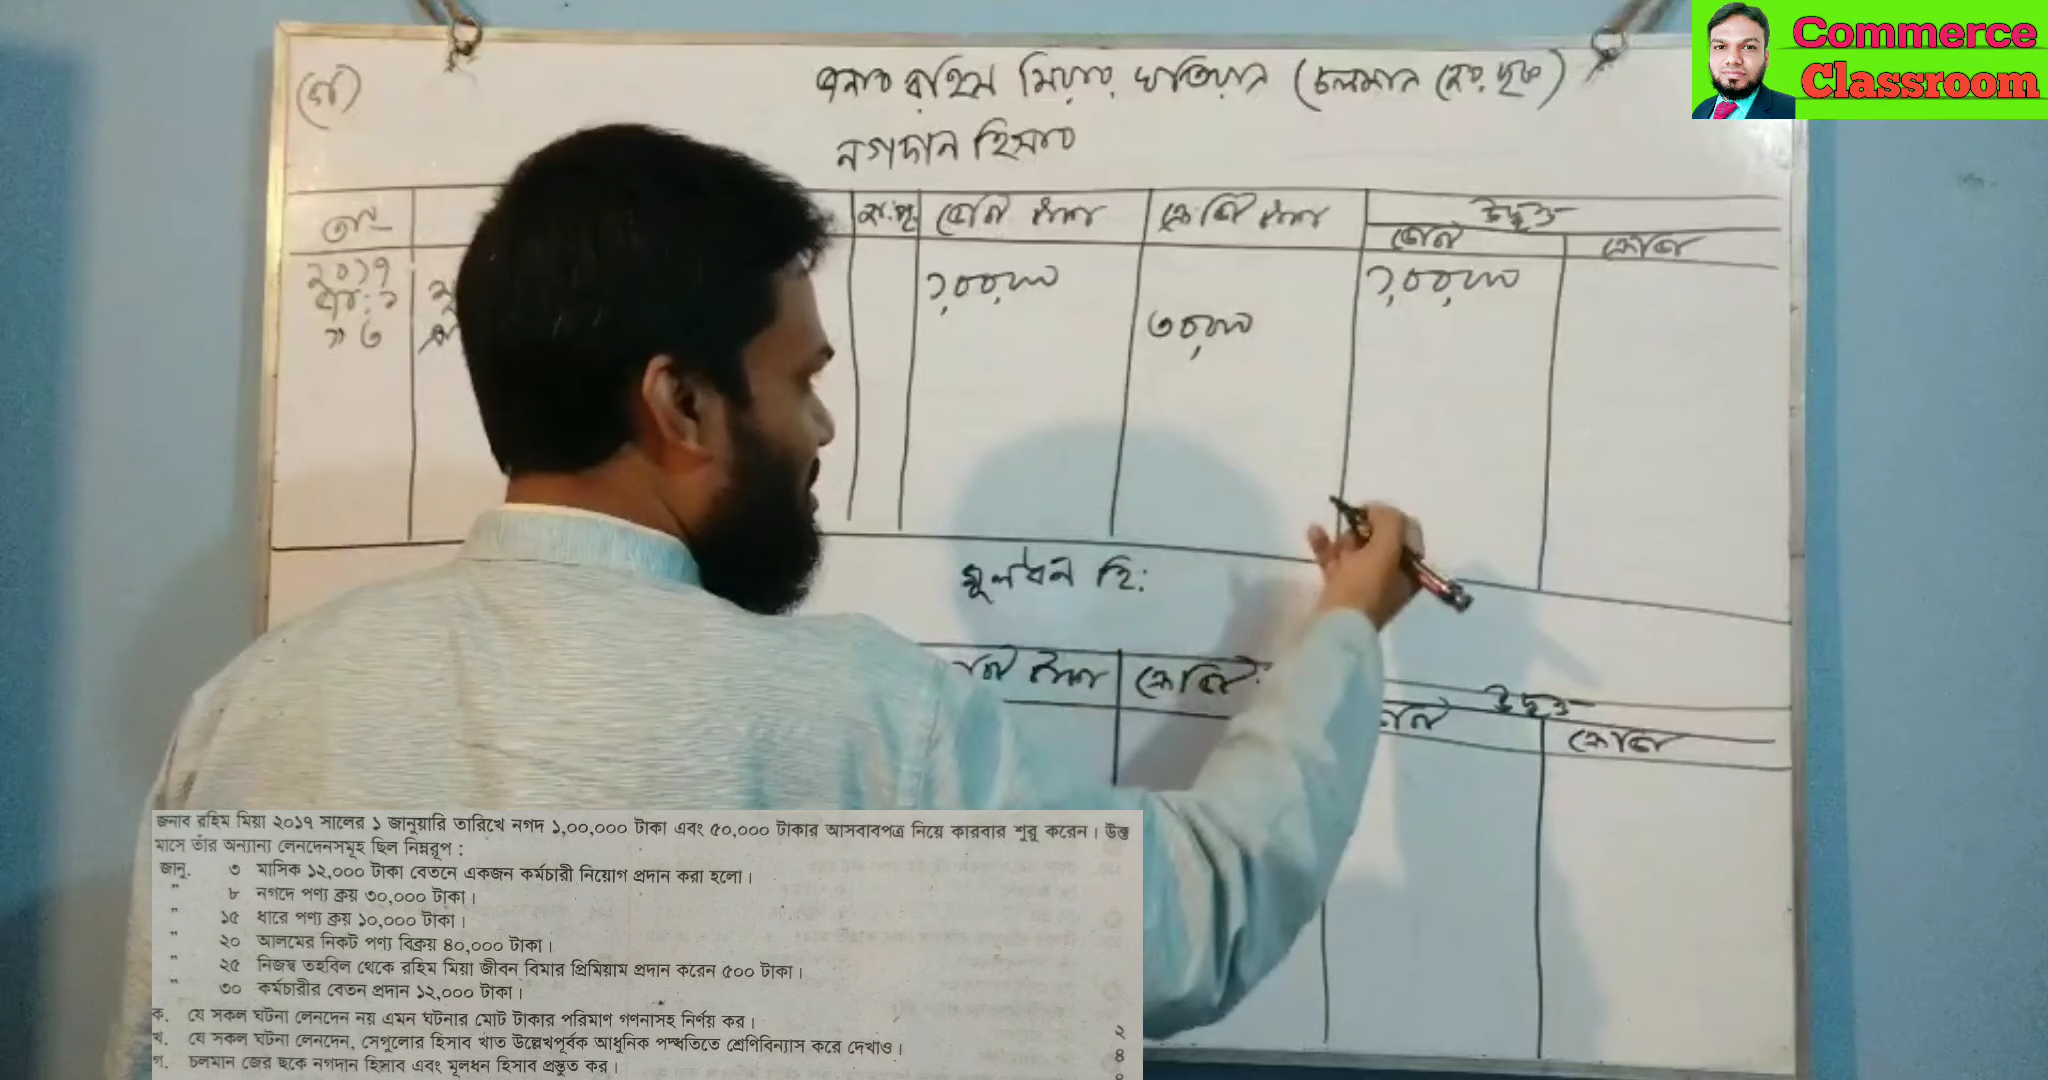 Commerce
Classroom
(গ)
জনাব রহিম মিয়ার খতিয়ান (চলমান জের ছক)
নগদান হিসাব
তাং
খ: পৃ:
ডেবিট টাকা
ক্রেডিট টাকা
উদ্বৃত্ত
ডেবিট
ক্রেডিট
২০১৭
জানু: ১
১,০০,০০০
১,০০,০০০
" ৮
৩০,০০০
মূলধন হি:
টাকা
ক্রেডিট
উদ্বৃত্ত
ক্রেডিট
জনাব রহিম মিয়া ২০১৭ সালের ১ জানুয়ারি তারিখে নগদ ১,০০,০০০ টাকা এবং ৫০,০০০ টাকার আসবাবপত্র নিয়ে কারবার শুরু করেন। উক্ত
মাসে তাঁর অন্যান্য লেনদেনসমূহ ছিল নিম্নরূপ :
জানু. ৩ মাসিক ১২,০০০ টাকা বেতনে একজন কর্মচারী নিয়োগ প্রদান করা হলো।
" ৮ নগদে পণ্য ক্রয় ৩০,০০০ টাকা।
" ১৫ ধারে পণ্য ক্রয় ১০,০০০ টাকা।
" ২০ আলমের নিকট পণ্য বিক্রয় ৪০,০০০ টাকা।
" ২৫ নিজস্ব তহবিল থেকে রহিম মিয়া জীবন বিমার প্রিমিয়াম প্রদান করেন ৫০০ টাকা।
" ৩০ কর্মচারীর বেতন প্রদান ১২,০০০ টাকা।
ক. যে সকল ঘটনা লেনদেন নয় এমন ঘটনার মোট টাকার পরিমাণ গণনাসহ নির্ণয় কর। ২
খ. যে সকল ঘটনা লেনদেন, সেগুলোর হিসাব খাত উল্লেখপূর্বক আধুনিক পদ্ধতিতে শ্রেণিবিন্যাস করে দেখাও। ৪
গ. চলমান জের ছকে নগদান হিসাব এবং মূলধন হিসাব প্রস্তুত কর।